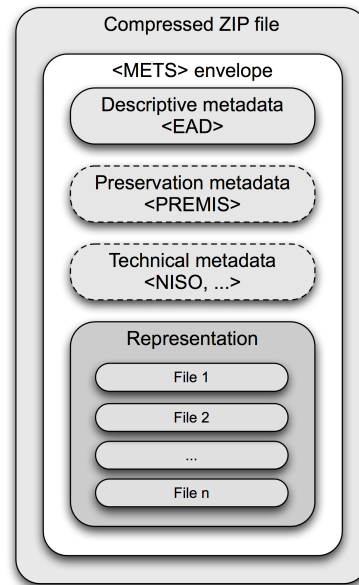 Compressed ZIP file
<METS> envelope
Descriptive metadata
<EAD>
Preservation metadata
<PREMIS>
Technical metadata
<NISO, ...>
Representation
File 1
File 2
...
File n